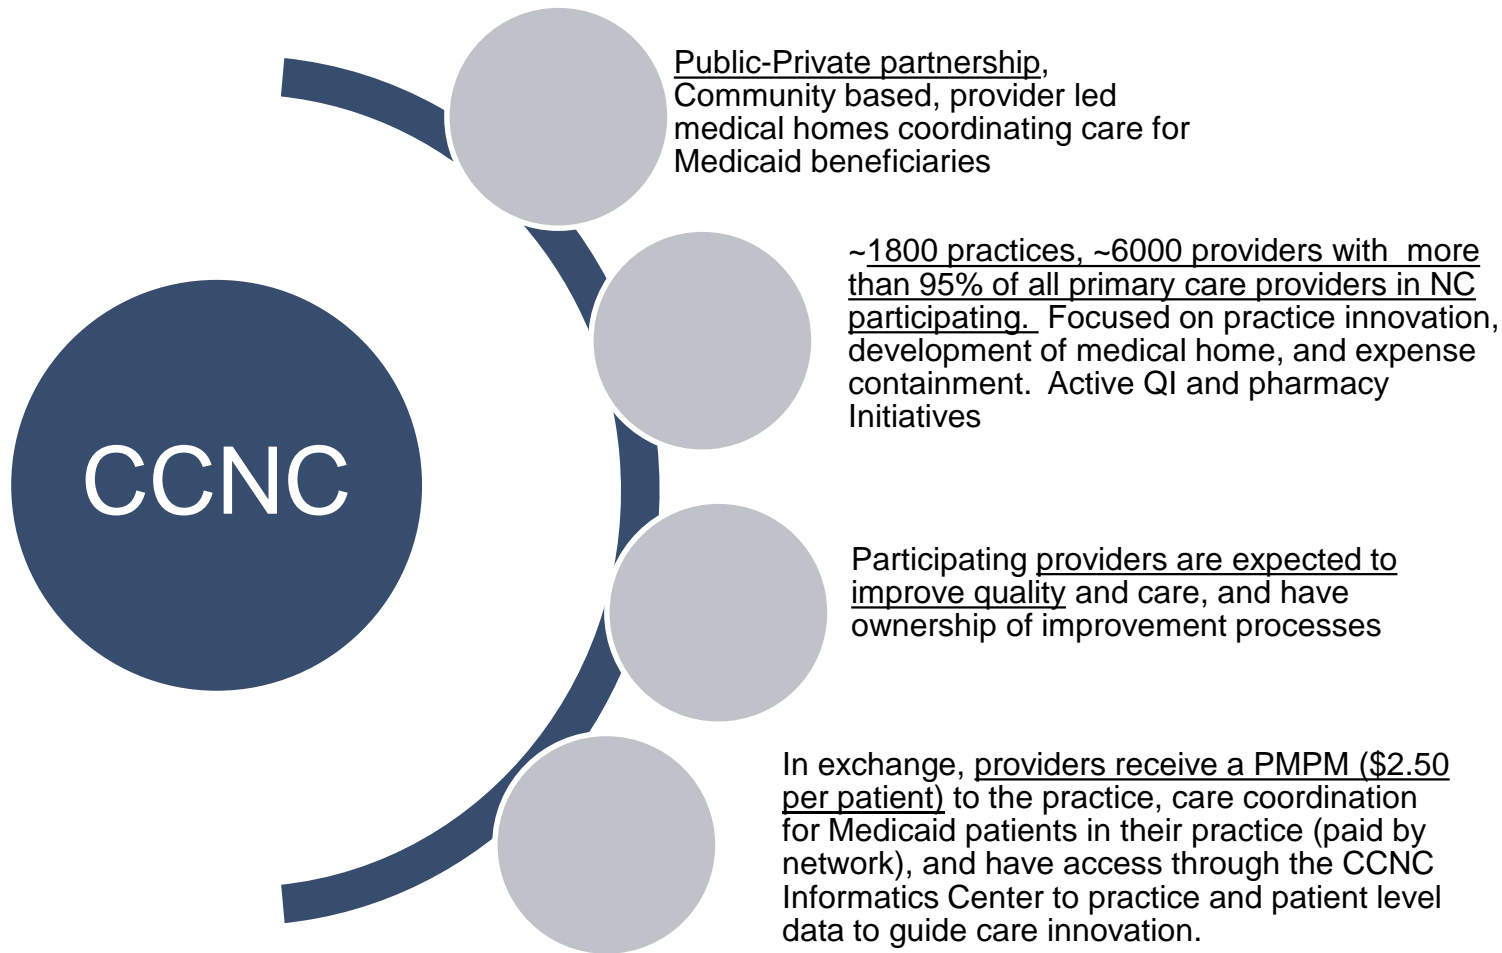 CCNC
Public-Private partnership,
Community based, provider led
medical homes coordinating care for
Medicaid beneficiaries
~1800 practices, ~6000 providers with  more
than 95% of all primary care providers in NC
participating.  Focused on practice innovation,
development of medical home, and expense
containment.  Active QI and pharmacy
Initiatives
Participating providers are expected to
improve quality and care, and have
ownership of improvement processes
In exchange, providers receive a PMPM ($2.50
per patient) to the practice, care coordination
for Medicaid patients in their practice (paid by
network), and have access through the CCNC
Informatics Center to practice and patient level
data to guide care innovation.